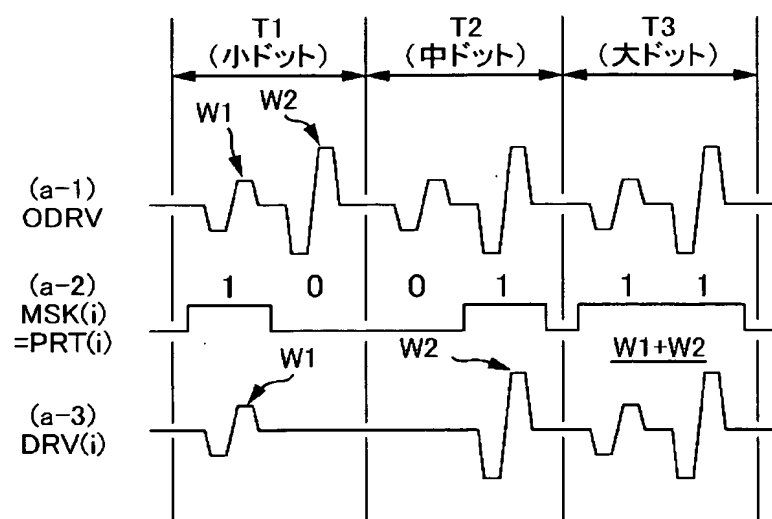 T1 T2 T3
(小ドット) (中ドット) (大ドット)
W1 W2
(a-1)
ODRV
(a-2) 1 0 0 1 1 1
MSK(i)
=PRT(i)
W1 W2 W1+W2
(a-3)
DRV(i)